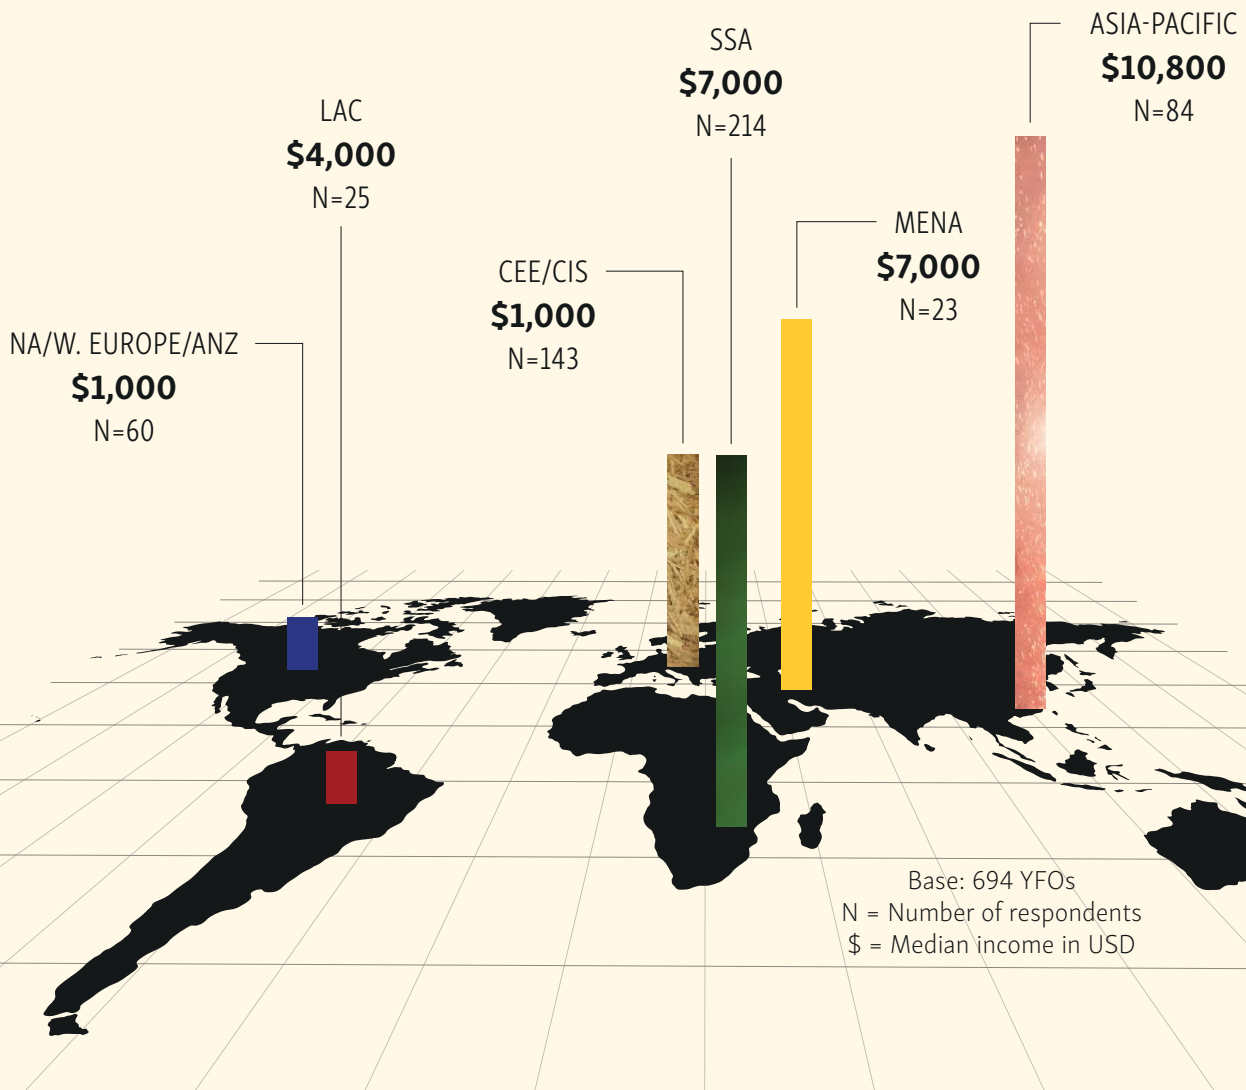 ASIA-PACIFIC
$10,800
N=84
SSA
$7,000
N=214
LAC
$4,000
N=25
MENA
$7,000
N=23
CEE/CIS
$1,000
N=143
NA/W. EUROPE/ANZ
$1,000
N=60
Base: 694 YFOs
N = Number of respondents
$ = Median income in USD